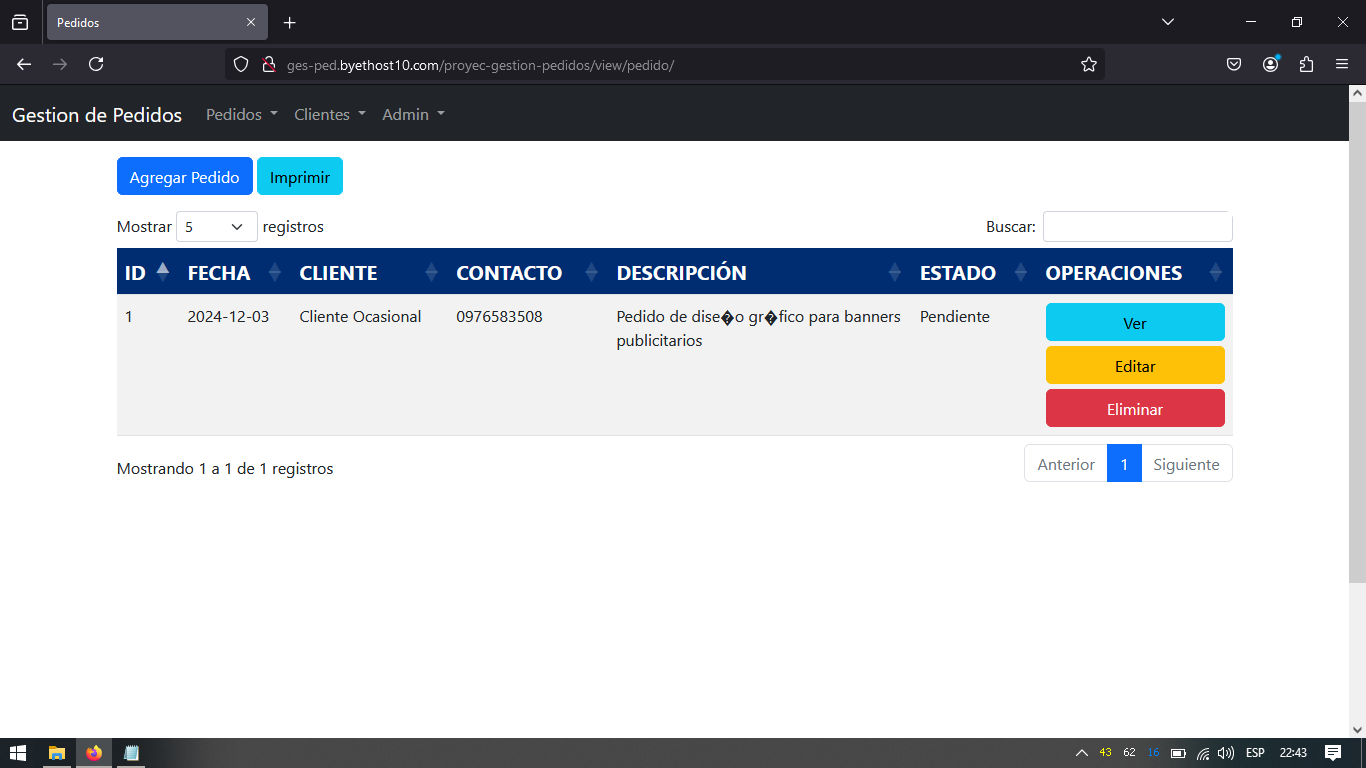 Pedidos
ges-ped.byethost10.com/proyec-gestion-pedidos/view/pedido/
Gestion de Pedidos Pedidos Clientes Admin
Agregar Pedido Imprimir
Mostrar 5 registros Buscar:
ID FECHA CLIENTE CONTACTO DESCRIPCIÓN ESTADO OPERACIONES
1 2024-12-03 Cliente Ocasional 0976583508 Pedido de dise�o gr�fico para banners Pendiente Ver
publicitarios
Editar
Eliminar
Mostrando 1 a 1 de 1 registros Anterior 1 Siguiente
43 62 16 ESP 22:43